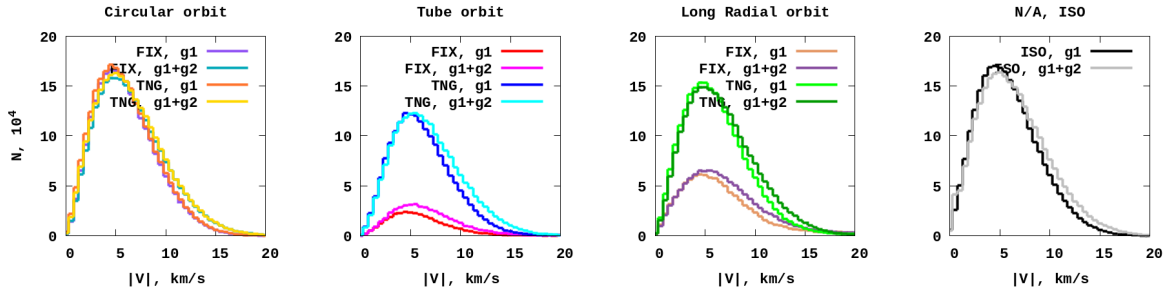 Circular orbit
Tube orbit
Long Radial orbit
N/A, ISO
N, 10⁴
20
15
10
5
0
FIX, g1
FIX, g1+g2
TNG, g1
TNG, g1+g2
0 5 10 15 20
|V|, km/s
20
15
10
5
0
FIX, g1
FIX, g1+g2
TNG, g1
TNG, g1+g2
0 5 10 15 20
|V|, km/s
20
15
10
5
0
FIX, g1
FIX, g1+g2
TNG, g1
TNG, g1+g2
0 5 10 15 20
|V|, km/s
20
15
10
5
0
ISO, g1
ISO, g1+g2
0 5 10 15 20
|V|, km/s